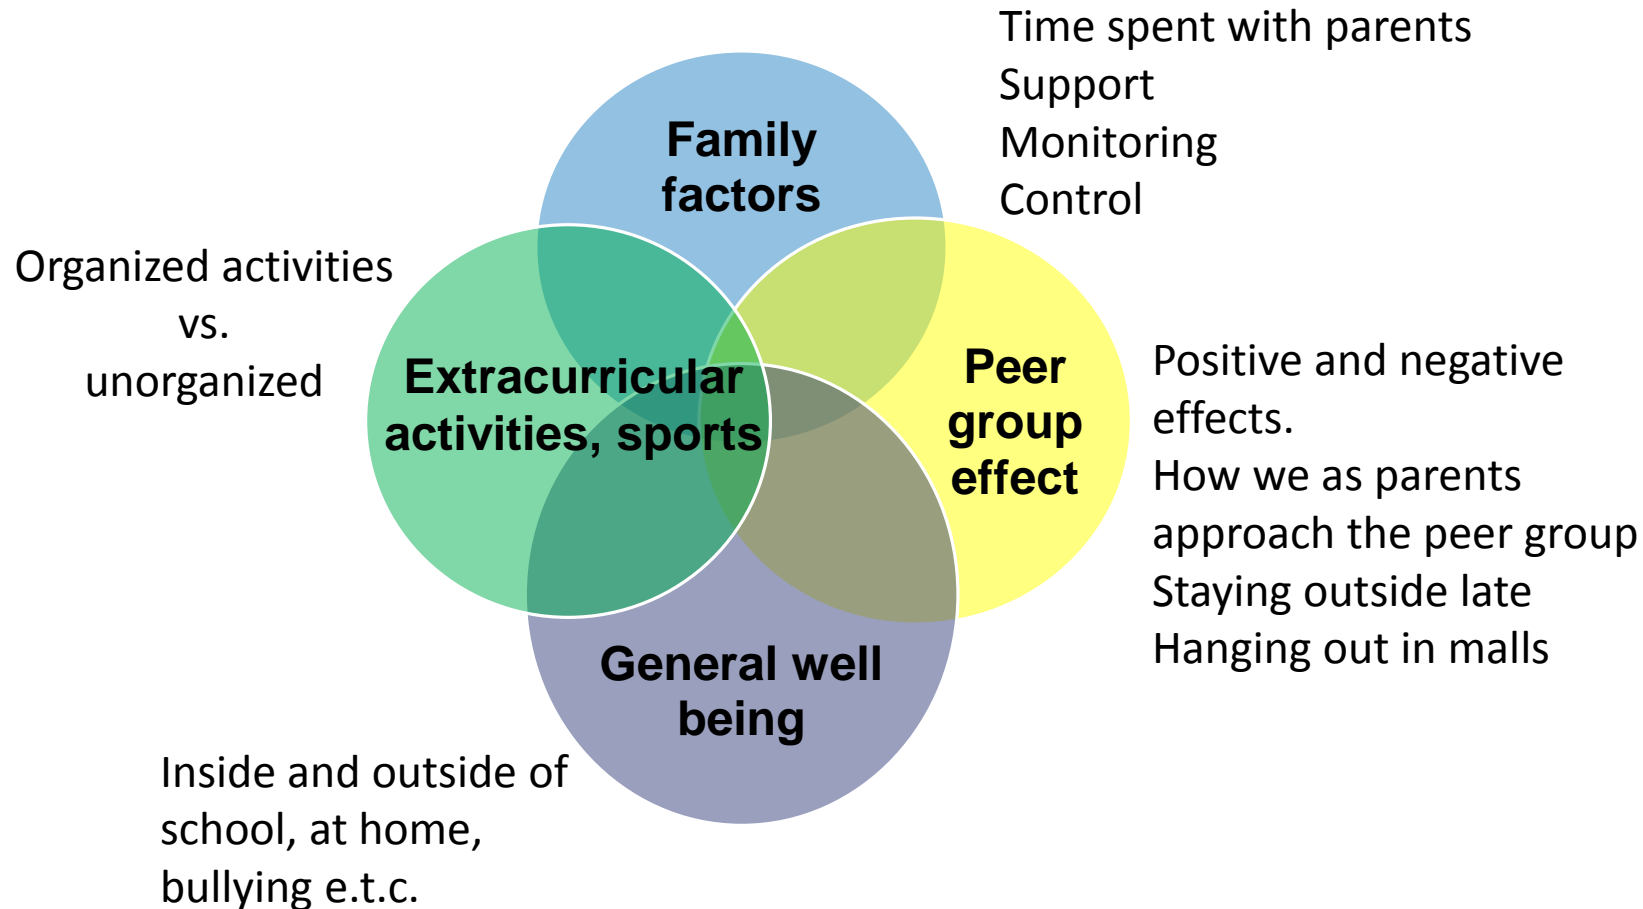 Time spent with parents
Support
Monitoring
Control
Family
factors
Organized activities
vs.
unorganized
Extracurricular
activities, sports
Peer
group
effect
Positive and negative
effects.
How we as parents
approach the peer group
Staying outside late
Hanging out in malls
General well
being
Inside and outside of
school, at home,
bullying e.t.c.